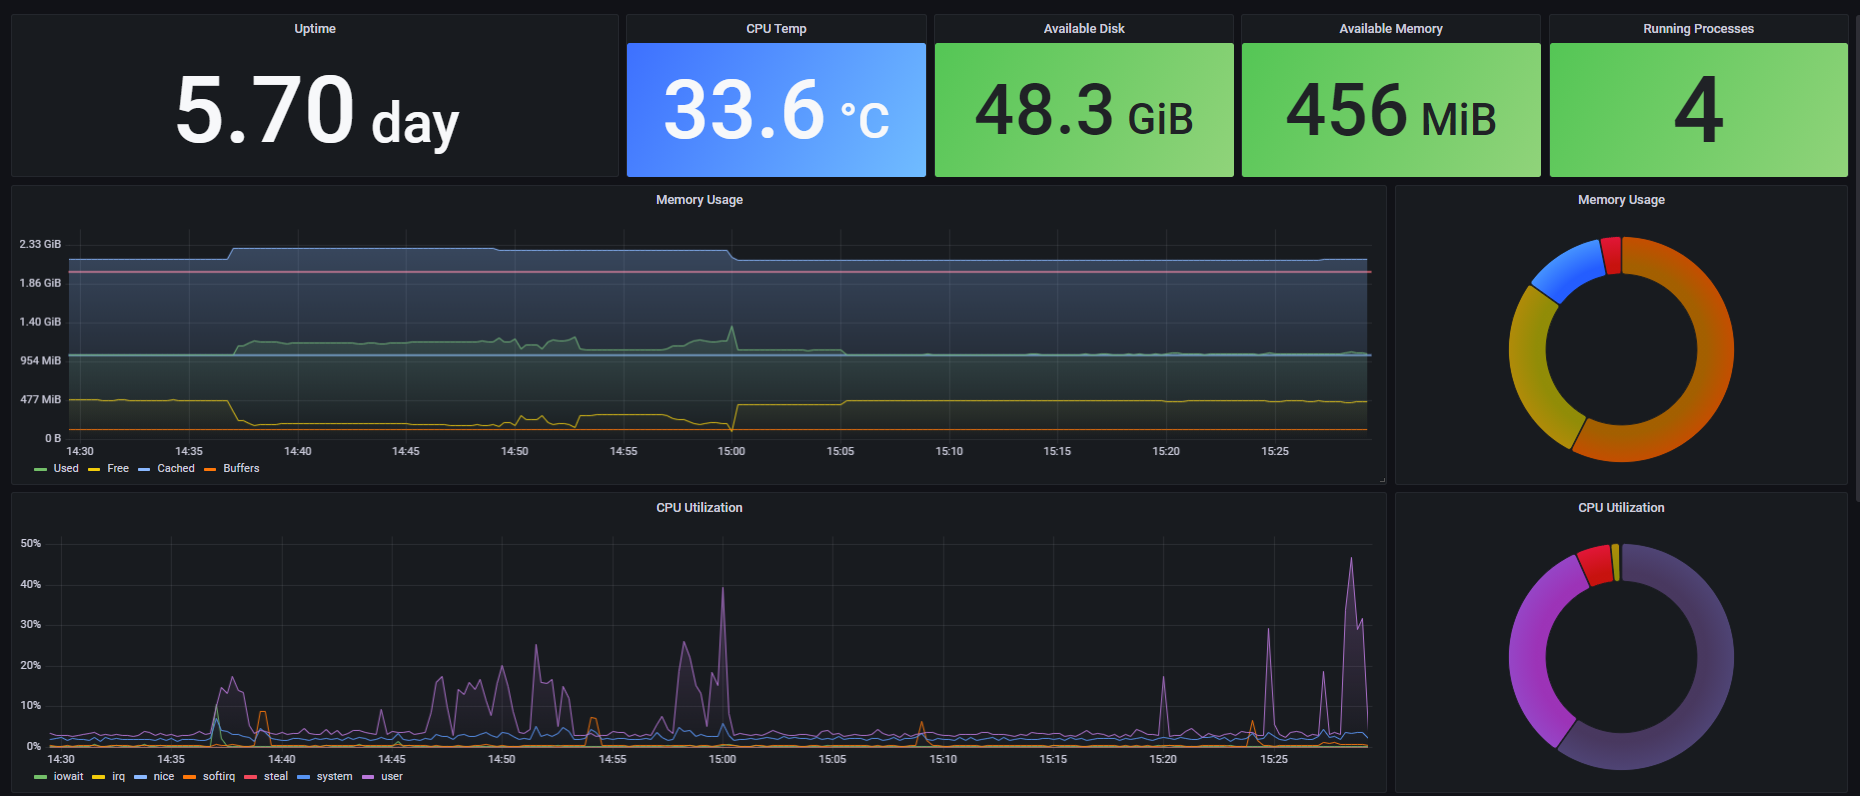 Uptime
5.70 day
CPU Temp
33.6 °C
Available Disk
48.3 GiB
Available Memory
456 MiB
Running Processes
4
Memory Usage
2.33 GiB
1.86 GiB
1.40 GiB
954 MiB
477 MiB
0 B
14:30 14:35 14:40 14:45 14:50 14:55 15:00 15:05 15:10 15:15 15:20 15:25
Used Free Cached Buffers
Memory Usage
CPU Utilization
50%
40%
30%
20%
10%
0%
14:30 14:35 14:40 14:45 14:50 14:55 15:00 15:05 15:10 15:15 15:20 15:25
iowait irq nice softirq steal system user
CPU Utilization